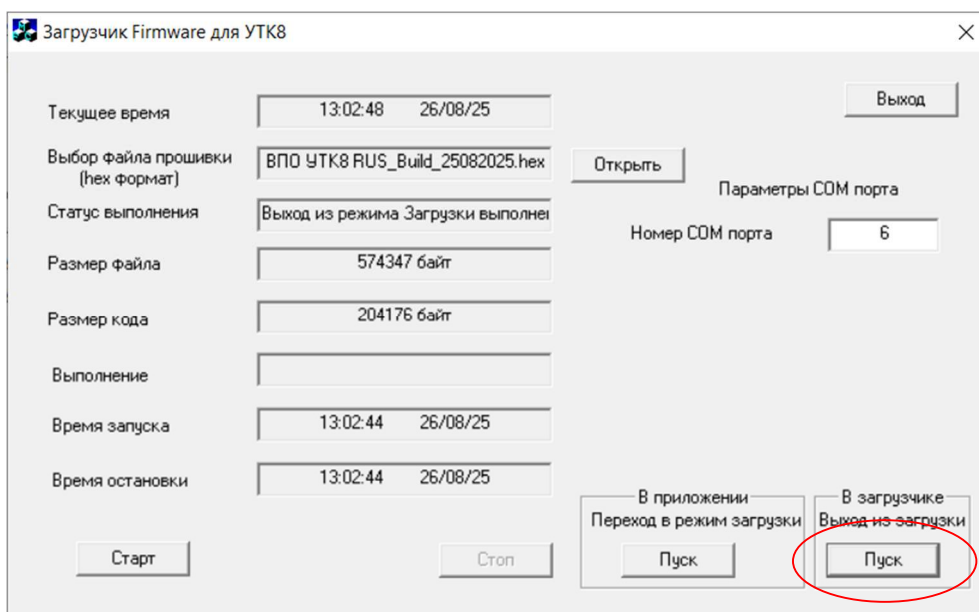 Загрузчик Firmware для УТК8
Выход
Текущее время 13:02:48 26/08/25
Выбор файла прошивки
(hex формат)
ВПО УТК8 RUS_Build_25082025.hex
Открыть
Параметры COM порта
Статус выполнения
Выход из режима Загрузки выполнен
Номер COM порта 6
Размер файла 574347 байт
Размер кода 204176 байт
Выполнение
Время запуска 13:02:44 26/08/25
Время остановки 13:02:44 26/08/25
В приложении
Переход в режим загрузки
Пуск
В загрузчике
Выход из загрузки
Пуск
Старт
Стоп